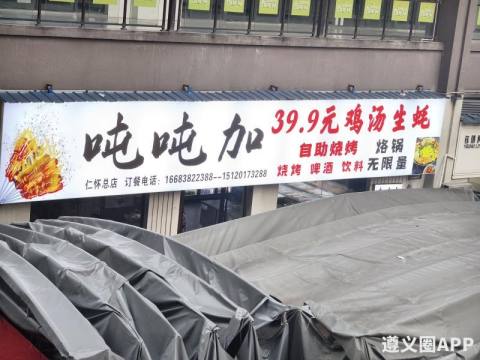 吨吨加
39.9元鸡汤生蚝
自助烧烤 烙锅
烧烤 啤酒 饮料 无限量
仁怀总店 订餐电话：16683822388--15120173288
遵义圈APP